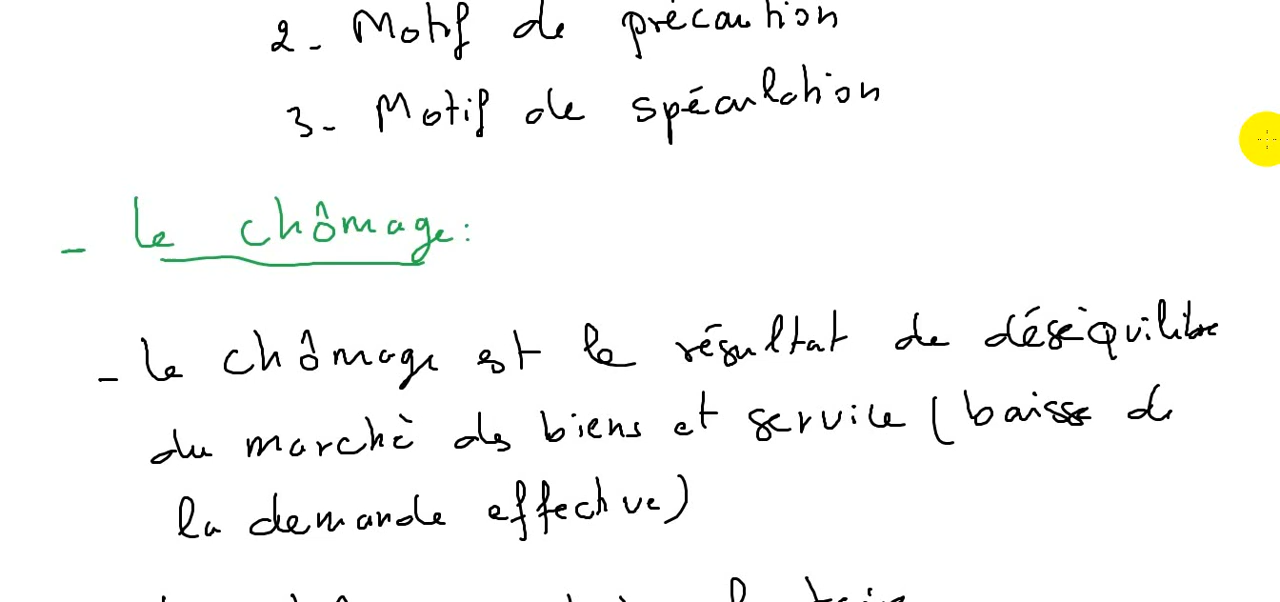 2 - Motif de précaution
3 - Motif de spéculation
- le chômage :
- le chômage est le résultat de déséquilibre
du marché des biens et service (baisse de
la demande effective)